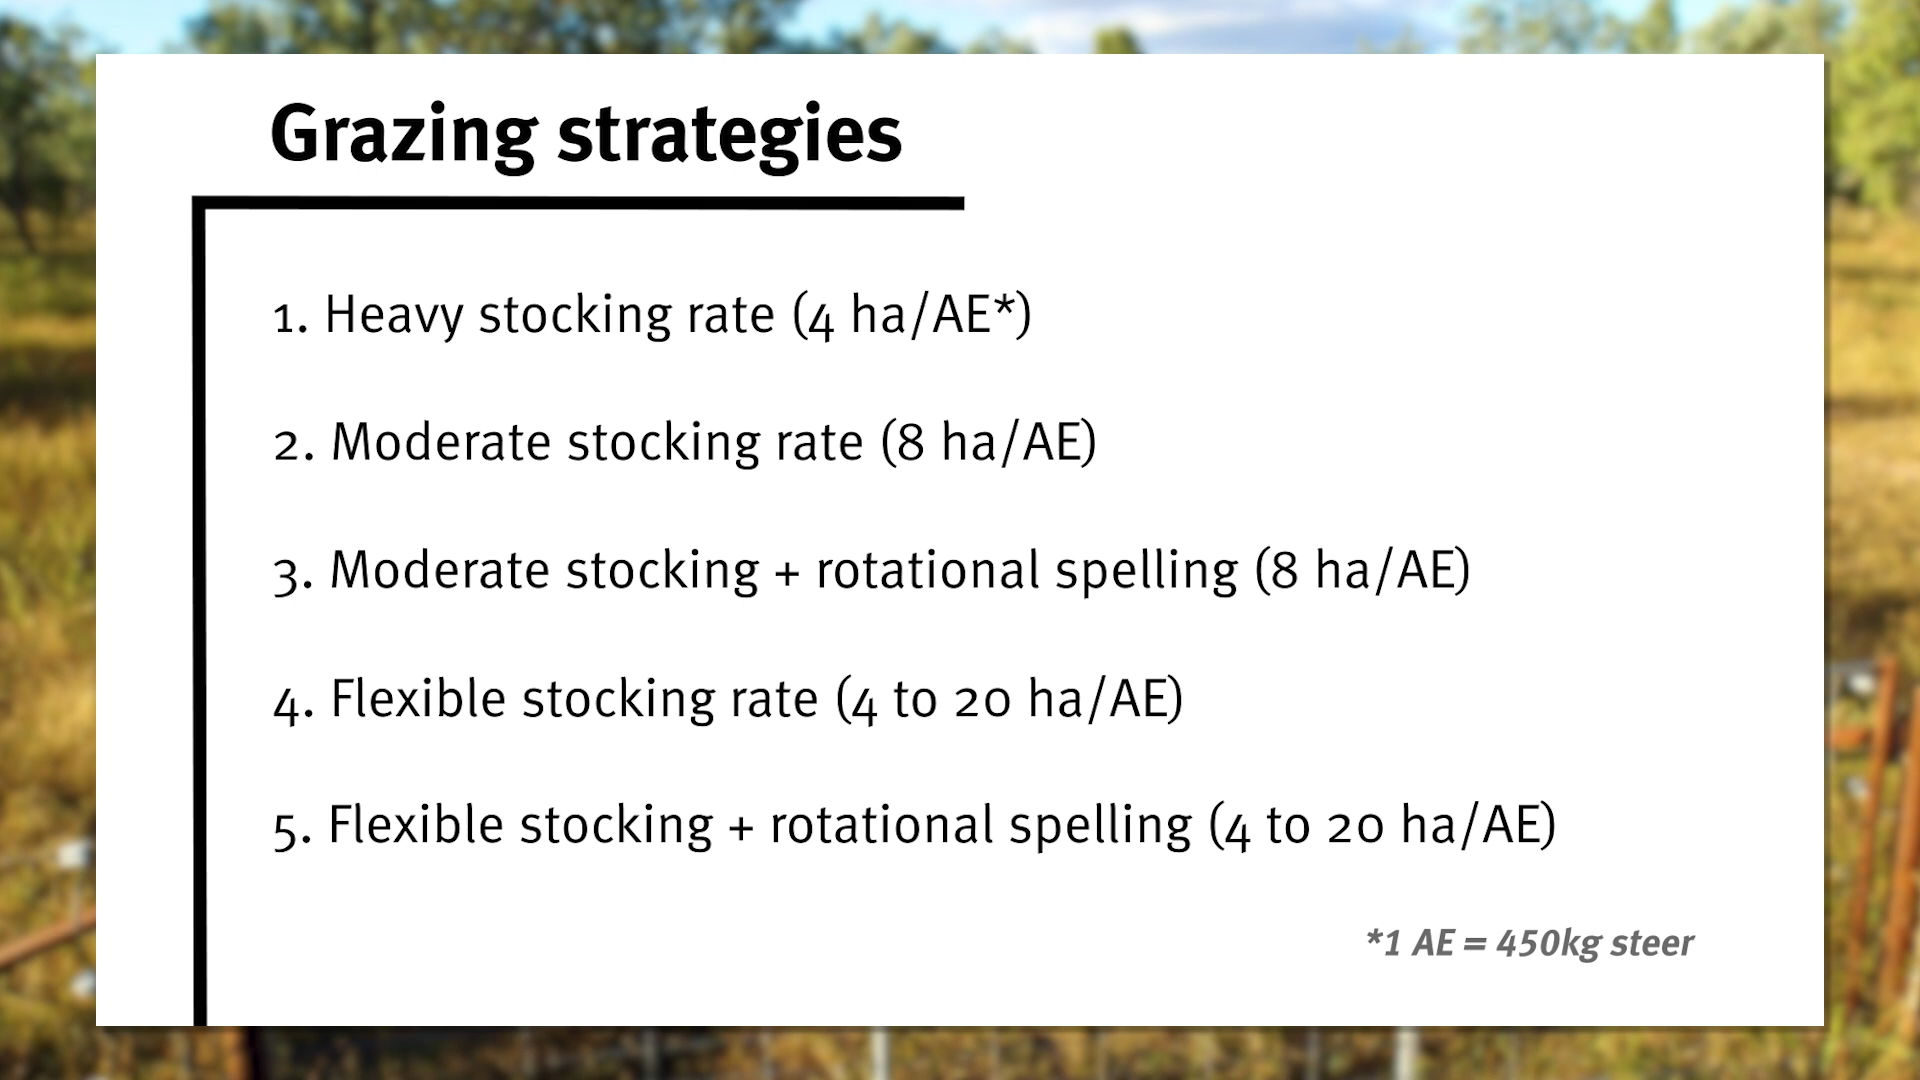 Grazing strategies
1. Heavy stocking rate (4 ha/AE*)
2. Moderate stocking rate (8 ha/AE)
3. Moderate stocking + rotational spelling (8 ha/AE)
4. Flexible stocking rate (4 to 20 ha/AE)
5. Flexible stocking + rotational spelling (4 to 20 ha/AE)
*1 AE = 450kg steer